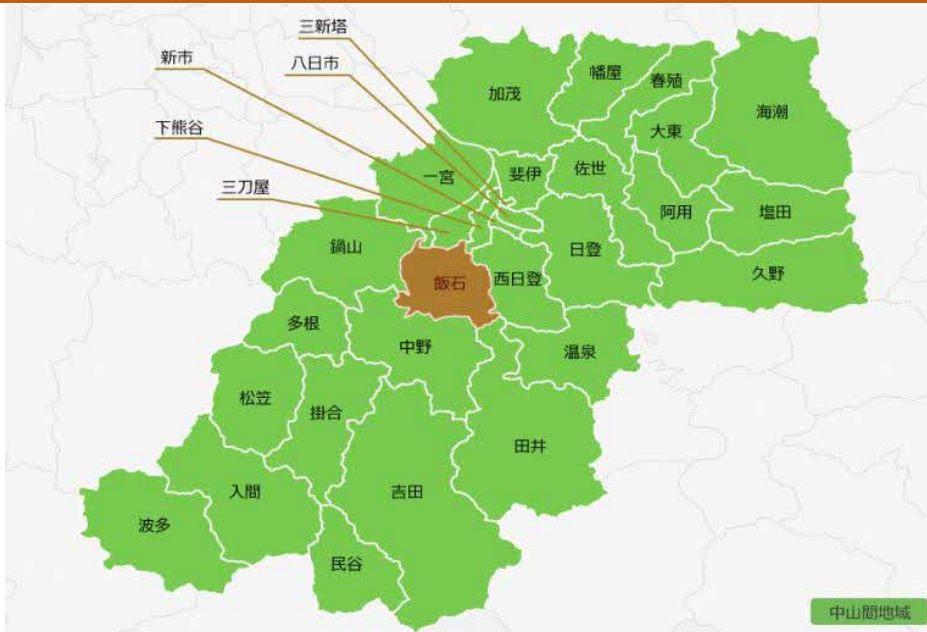 三新塔
新市
八日市
幡屋
春殖
加茂
海潮
大東
下熊谷
一宮
斐伊
佐世
三刀屋
阿用
塩田
鍋山
日登
久野
飯石
西日登
多根
中野
温泉
松笠
掛合
田井
入間
吉田
波多
民谷
中山間地域